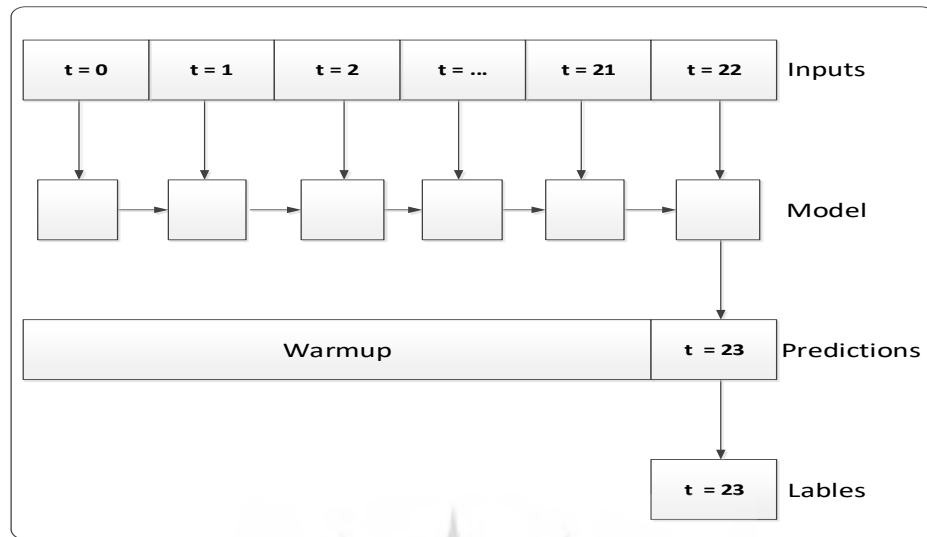 t = 0 t = 1 t = 2 t = ... t = 21 t = 22 Inputs
Model
Warmup t = 23 Predictions
t = 23 Lables